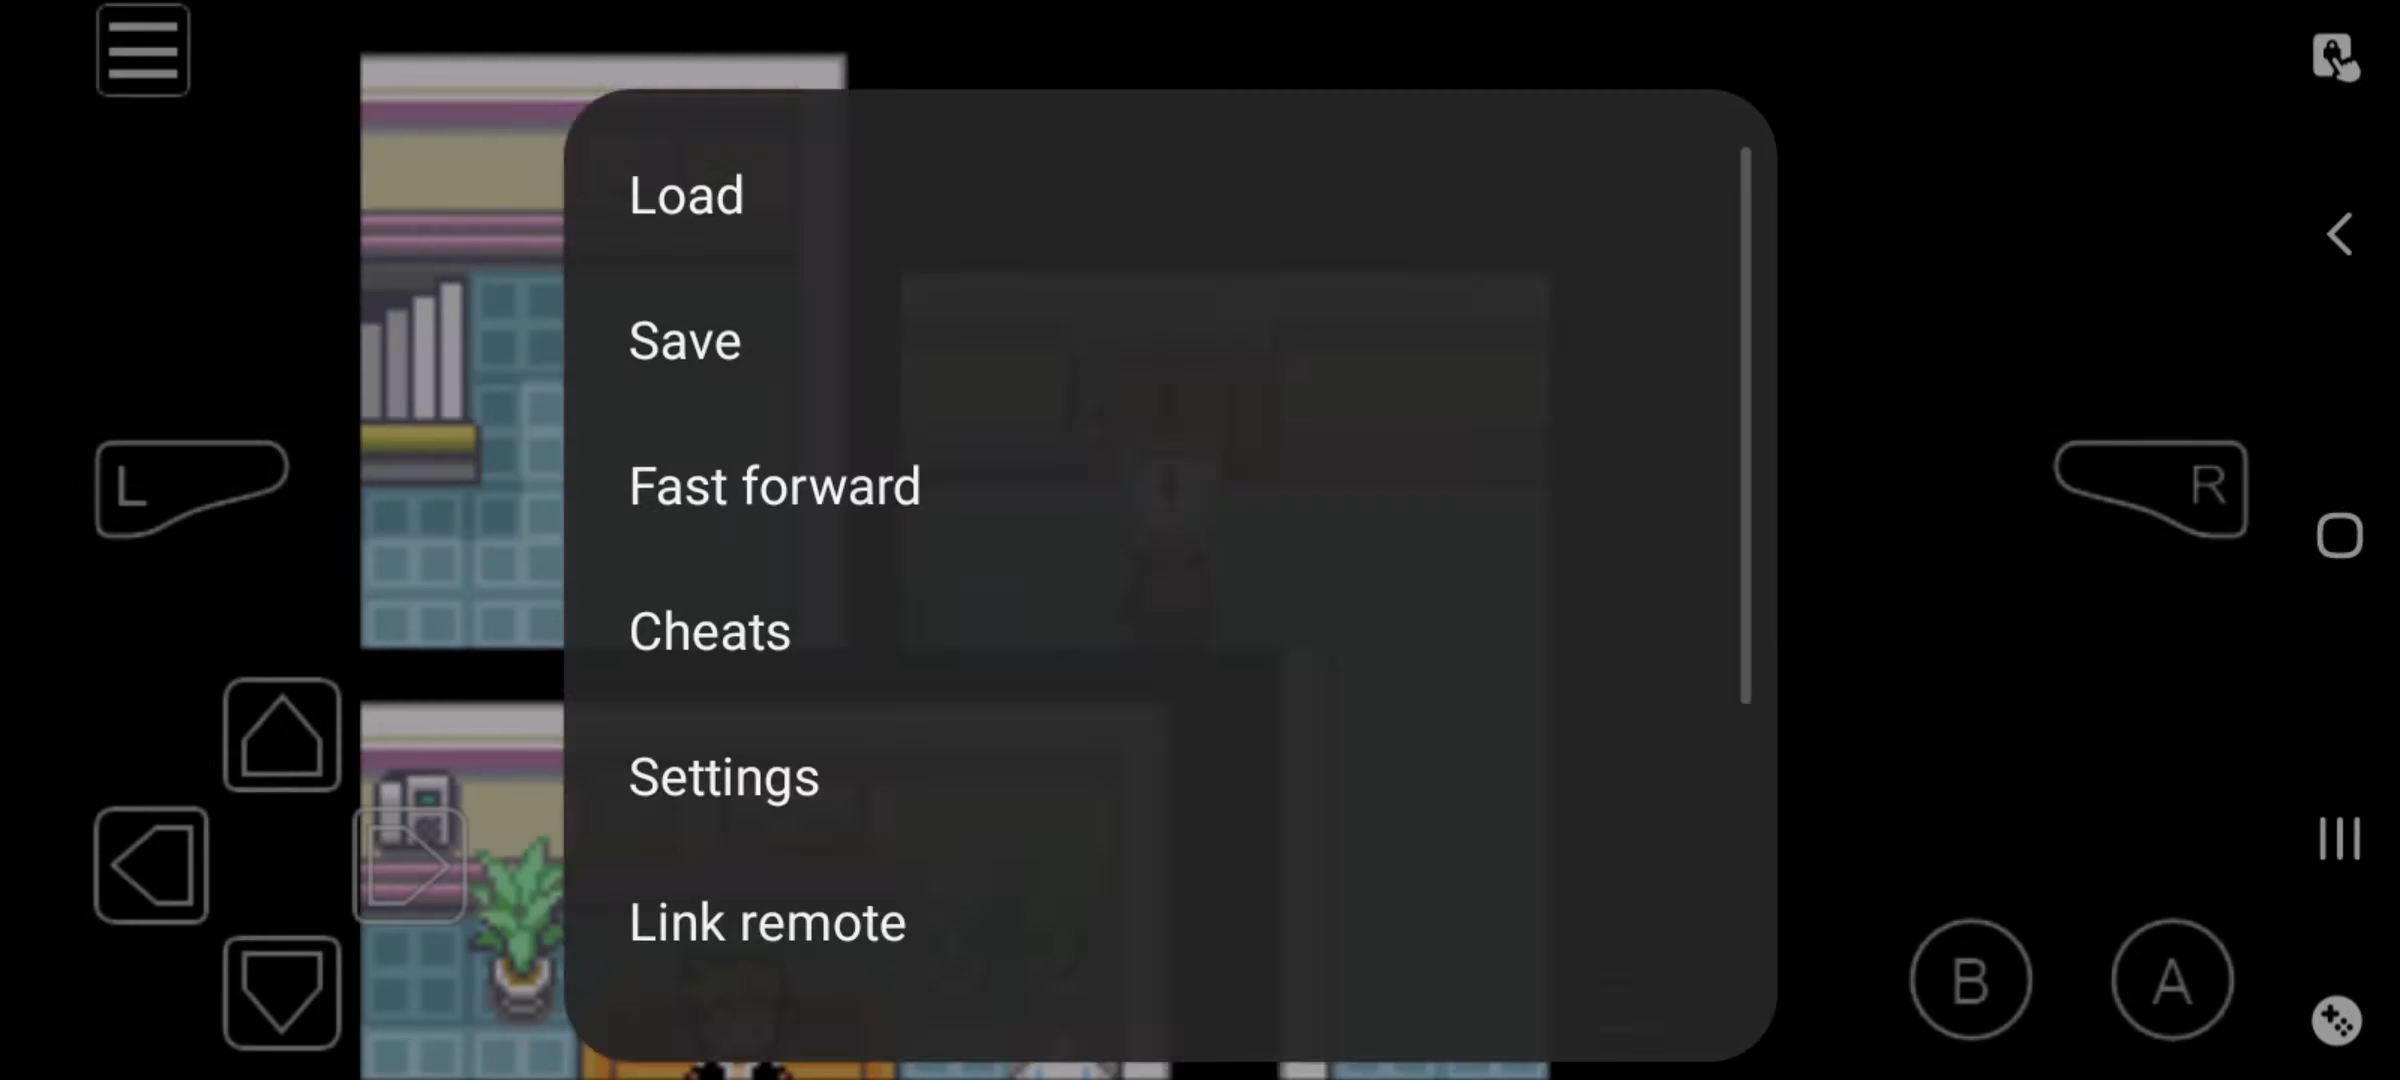 Load
Save
Fast forward
Cheats
Settings
Link remote
L
R
B
A